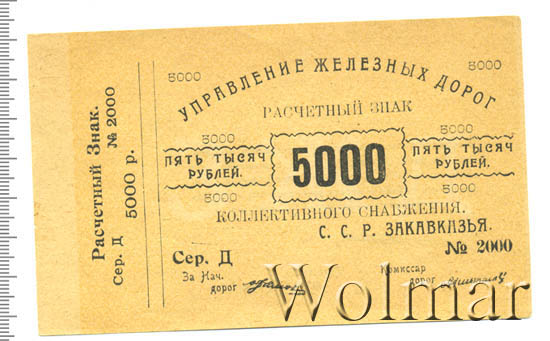 Расчетный Знак.
Сер. Д № 2000
5000 р.
5000 5000
УПРАВЛЕНИЕ ЖЕЛЕЗНЫХ ДОРОГ
РАСЧЕТНЫЙ ЗНАК
5000 5000
ПЯТЬ ТЫСЯЧ РУБЛЕЙ.
5000
ПЯТЬ ТЫСЯЧ РУБЛЕЙ.
5000 5000
КОЛЛЕКТИВНОГО СНАБЖЕНИЯ.
С. С. Р. ЗАКАВКАЗЬЯ.
Сер. Д № 2000
За Нач. дорог
Комиссар дорог
Wolmar